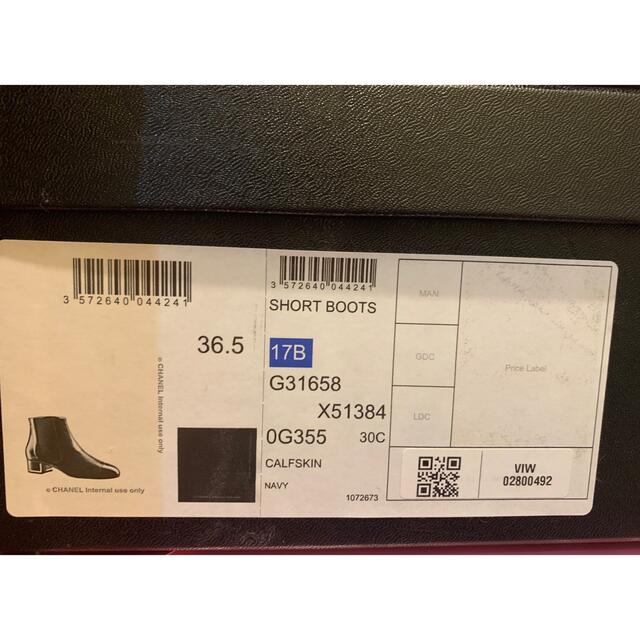 3 572640 044241
36.5
© CHANEL Internal use only
© CHANEL Internal use only
3 572640 044241
SHORT BOOTS
17B
G31658
X51384
0G355 30C
CALFSKIN
NAVY
1072673
MAN
GDC
LDC
Price Label
VIW
02800492